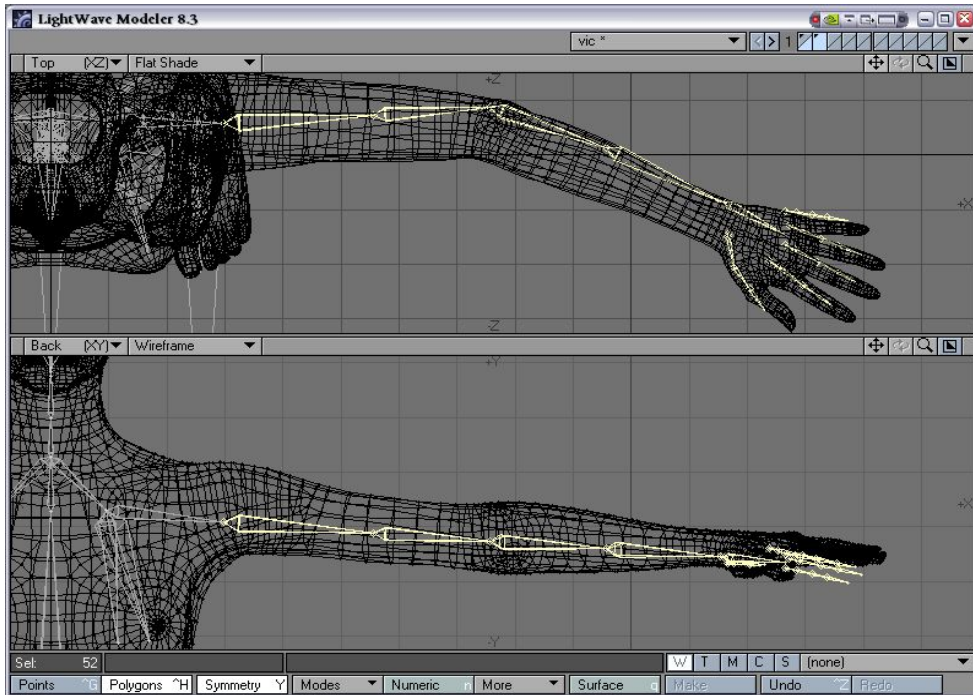 LightWave Modeler 8.3
vic * 1
Top (XZ) Flat Shade
+Z
+X
-Z
Back (XY) Wireframe
+Y
+X
-Y
Sel: 52 W T M C S (none)
Points ^G Polygons ^H Symmetry Y Modes Numeric n More Surface q Make Undo ^Z Redo